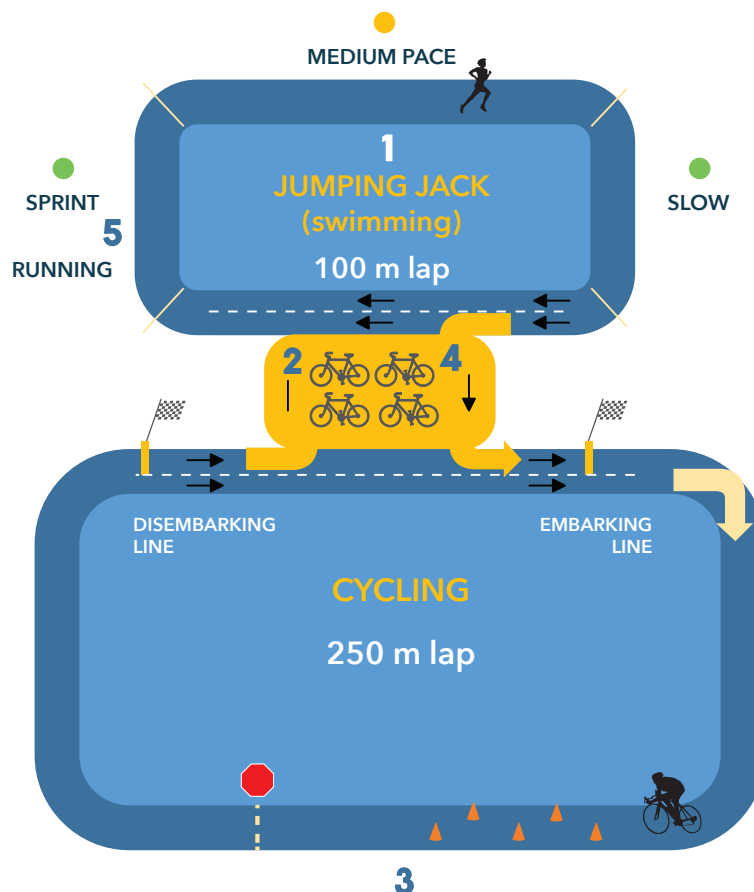 MEDIUM PACE
1
JUMPING JACK
(swimming)
100 m lap
SPRINT
5
RUNNING
SLOW
2
4
DISEMBARKING
LINE
EMBARKING
LINE
CYCLING
250 m lap
3